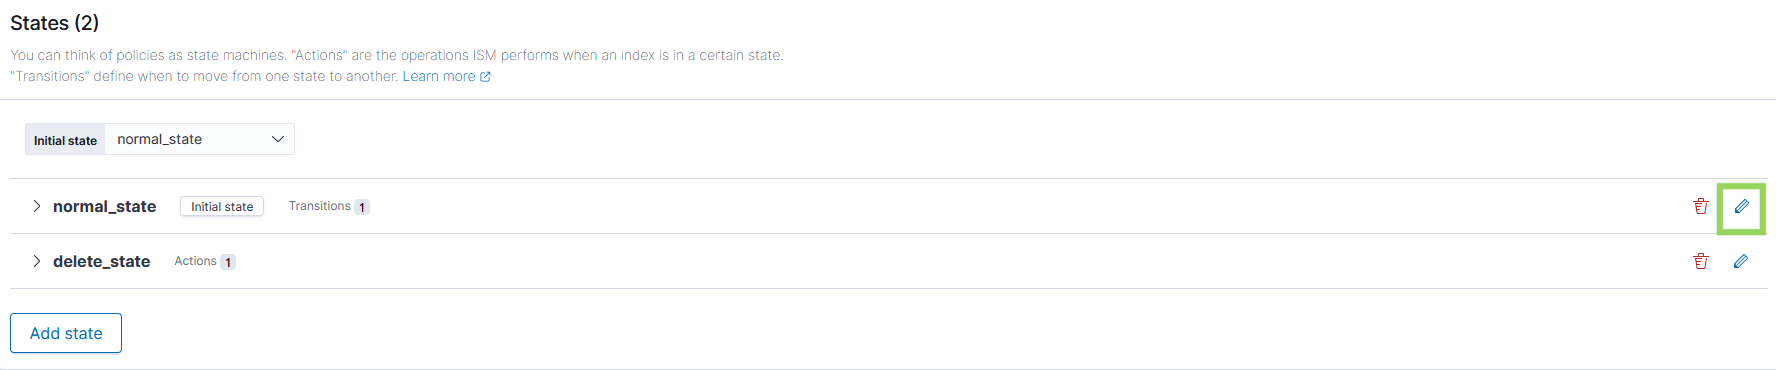 States (2)
You can think of policies as state machines. "Actions" are the operations ISM performs when an index is in a certain state.
"Transitions" define when to move from one state to another. Learn more
Initial state normal_state
normal_state Initial state Transitions 1
delete_state Actions 1
Add state